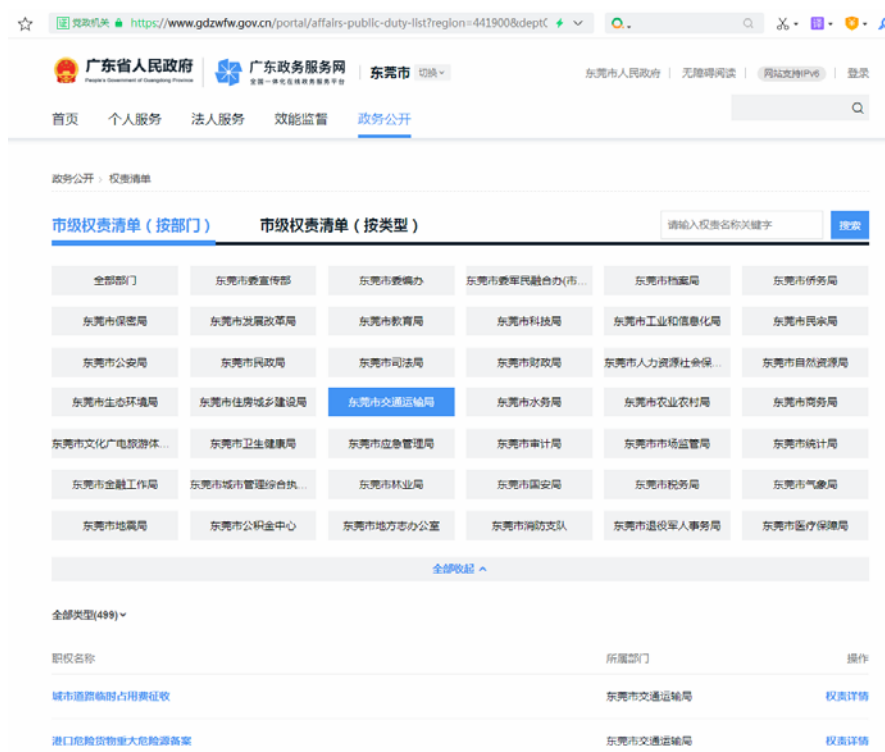 证 党政机关 https://www.gdzwfw.gov.cn/portal/affairs-public-duty-list?region=441900&dept
广东省人民政府 广东政务服务网 东莞市 切换 东莞市人民政府 无障碍阅读 网站支持IPv6 登录
People's Government of Guangdong Province 全国一体化在线政务服务平台
首页 个人服务 法人服务 效能监督 政务公开
政务公开 > 权责清单
市级权责清单(按部门) 市级权责清单(按类型) 请输入权责名称关键字 搜索
全部部门 东莞市委宣传部 东莞市委编办 东莞市委军民融合办(市... 东莞市档案局 东莞市侨务局
东莞市保密局 东莞市发展改革局 东莞市教育局 东莞市科技局 东莞市工业和信息化局 东莞市民宗局
东莞市公安局 东莞市民政局 东莞市司法局 东莞市财政局 东莞市人力资源社会保... 东莞市自然资源局
东莞市生态环境局 东莞市住房城乡建设局 东莞市交通运输局 东莞市水务局 东莞市农业农村局 东莞市商务局
东莞市文化广电旅游体... 东莞市卫生健康局 东莞市应急管理局 东莞市审计局 东莞市市场监管局 东莞市统计局
东莞市金融工作局 东莞市城市管理综合执... 东莞市林业局 东莞市国安局 东莞市税务局 东莞市气象局
东莞市地震局 东莞市公积金中心 东莞市地方志办公室 东莞市消防支队 东莞市退役军人事务局 东莞市医疗保障局
全部收起
全部类型(499)
职权名称 所属部门 操作
城市道路临时占用费征收 东莞市交通运输局 权责详情
港口危险货物重大危险源备案 东莞市交通运输局 权责详情